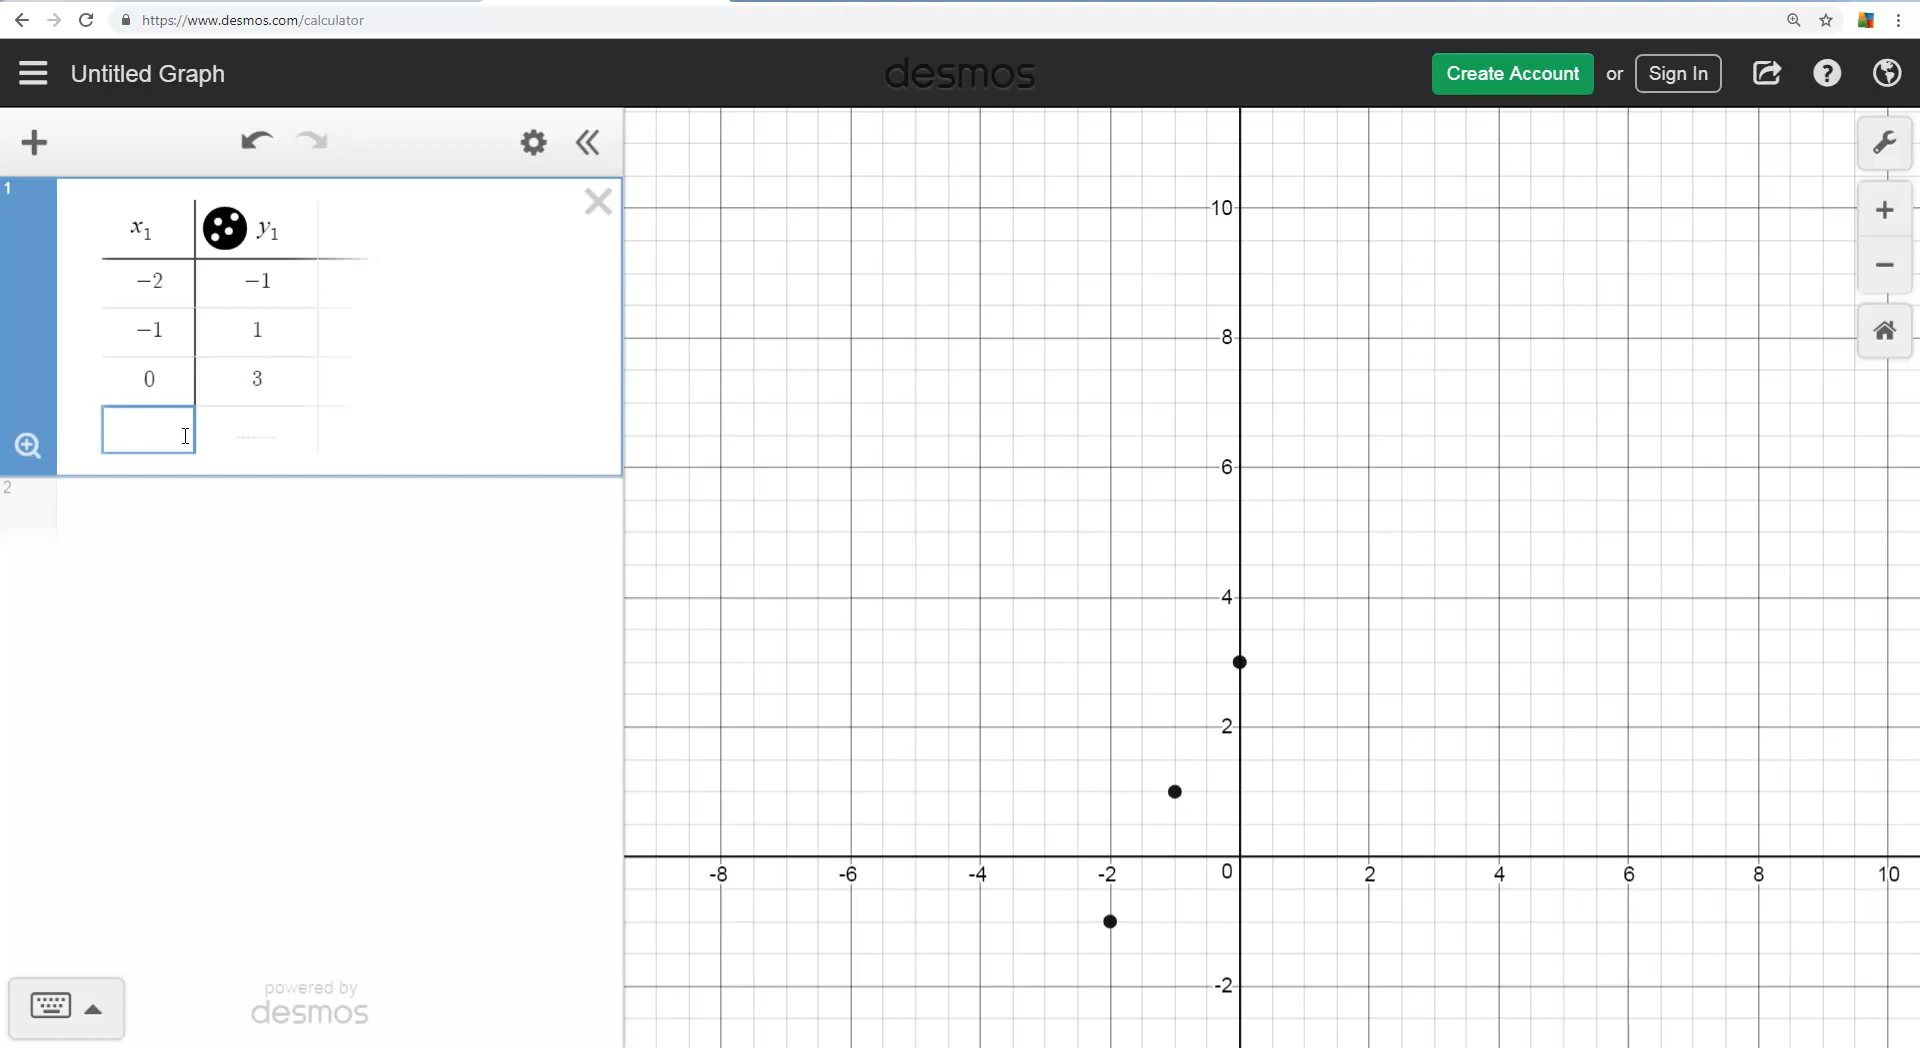 https://www.desmos.com/calculator
Untitled Graph
desmos
Create Account
or
Sign In
1
x₁ y₁
−2 −1
−1 1
0 3
2
powered by
desmos
10
8
6
4
2
-8 -6 -4 -2 0 2 4 6 8 10
-2